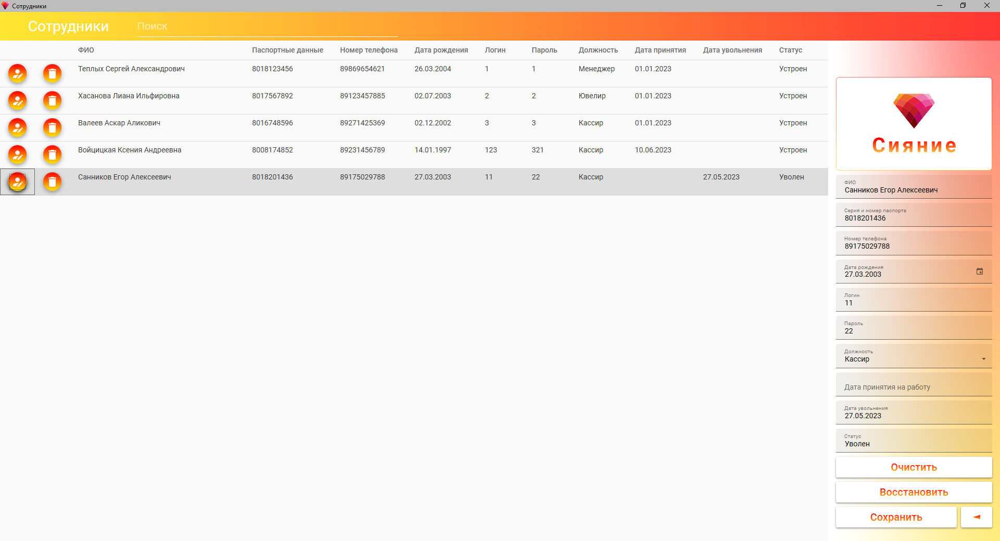 Сотрудники
Сотрудники Поиск
ФИО Паспортные данные Номер телефона Дата рождения Логин Пароль Должность Дата принятия Дата увольнения Статус
Теплых Сергей Александрович 8018123456 89869654621 26.03.2004 1 1 Менеджер 01.01.2023 Устроен
Хасанова Лиана Ильфировна 8017567892 89123457885 02.07.2003 2 2 Ювелир 01.01.2023 Устроен
Валеев Аскар Аликович 8016748596 89271425369 02.12.2002 3 3 Кассир 01.01.2023 Устроен
Войцицкая Ксения Андреевна 8008174852 89231456789 14.01.1997 123 321 Кассир 10.06.2023 Устроен
Санников Егор Алексеевич 8018201436 89175029788 27.03.2003 11 22 Кассир 27.05.2023 Уволен
Сияние
ФИО
Санников Егор Алексеевич
Серия и номер паспорта
8018201436
Номер телефона
89175029788
Дата рождения
27.03.2003
Логин
11
Пароль
22
Должность
Кассир
Дата принятия на работу
Дата увольнения
27.05.2023
Статус
Уволен
Очистить
Восстановить
Сохранить